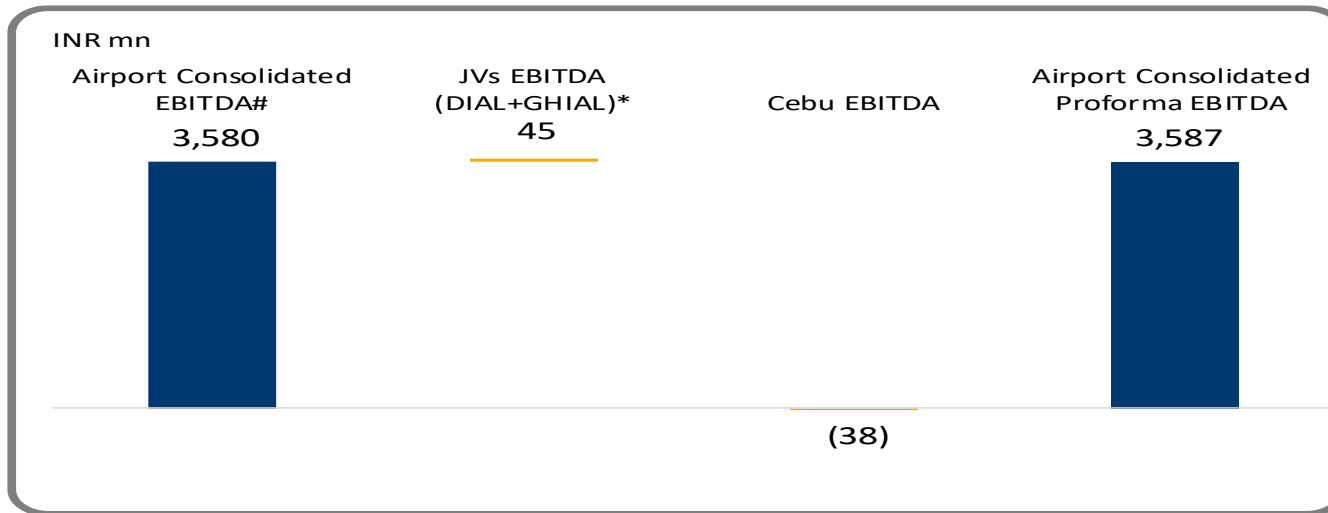 INR mn
Airport Consolidated
EBITDA#
3,580
JVs EBITDA
(DIAL+GHIAL)*
45
Cebu EBITDA
(38)
Airport Consolidated
Proforma EBITDA
3,587